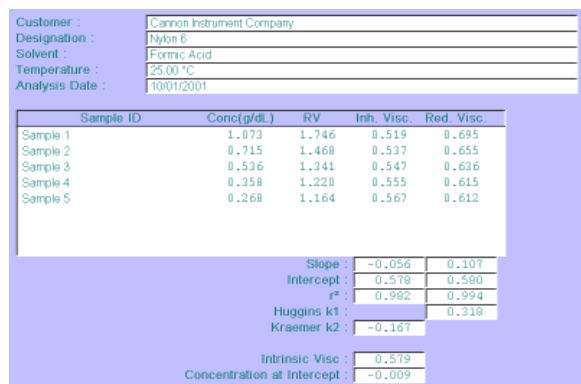 Customer : Cannon Instrument Company
Designation : Nylon 6
Solvent : Formic Acid
Temperature : 25.00 °C
Analysis Date : 10/01/2001
Sample ID Conc(g/dL) RV Inh. Visc. Red. Visc.
Sample 1 1.073 1.746 0.519 0.695
Sample 2 0.715 1.468 0.537 0.655
Sample 3 0.536 1.341 0.547 0.636
Sample 4 0.358 1.220 0.555 0.615
Sample 5 0.268 1.164 0.567 0.612
Slope : -0.056 0.107
Intercept : 0.578 0.580
r² : 0.982 0.994
Huggins k1 : 0.318
Kraemer k2 : -0.167
Intrinsic Visc : 0.579
Concentration at Intercept : -0.009